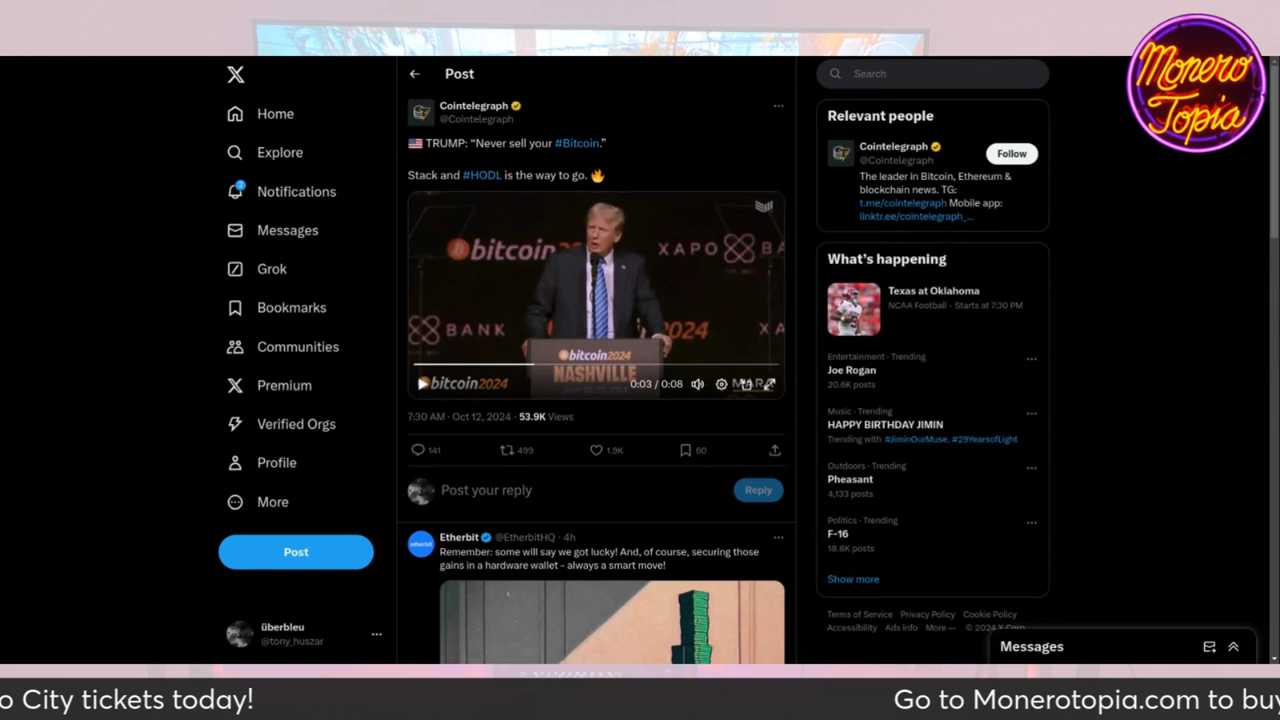 Monero
Topia
Home
Explore
2
Notifications
Messages
Grok
Bookmarks
Communities
Premium
Verified Orgs
Profile
More
Post
überbleu
@tony_huszar
Post
Cointelegraph
@Cointelegraph
TRUMP: “Never sell your #Bitcoin.”
Stack and #HODL is the way to go.
bitcoin
XAPO BA
BANK
2024
XA
bitcoin2024
NASHVILLE
bitcoin2024
0:03 / 0:08
7:30 AM · Oct 12, 2024 · 53.9K Views
141
499
1.9K
60
Post your reply
Reply
Etherbit @EtherbitHQ · 4h
Remember: some will say we got lucky! And, of course, securing those
gains in a hardware wallet - always a smart move!
Search
Relevant people
Cointelegraph
@Cointelegraph
Follow
The leader in Bitcoin, Ethereum &
blockchain news. TG:
t.me/cointelegraph Mobile app:
linktr.ee/cointelegraph_...
What’s happening
Texas at Oklahoma
NCAA Football · Starts at 7:30 PM
Entertainment · Trending
Joe Rogan
20.6K posts
Music · Trending
HAPPY BIRTHDAY JIMIN
Trending with #JiminOurMuse, #29YearsofLight
Outdoors · Trending
Pheasant
4,133 posts
Politics · Trending
F-16
18.8K posts
Show more
Terms of Service Privacy Policy Cookie Policy
Accessibility Ads info More ··· © 2024 X Corp.
Messages
o City tickets today!
Go to Monerotopia.com to buy